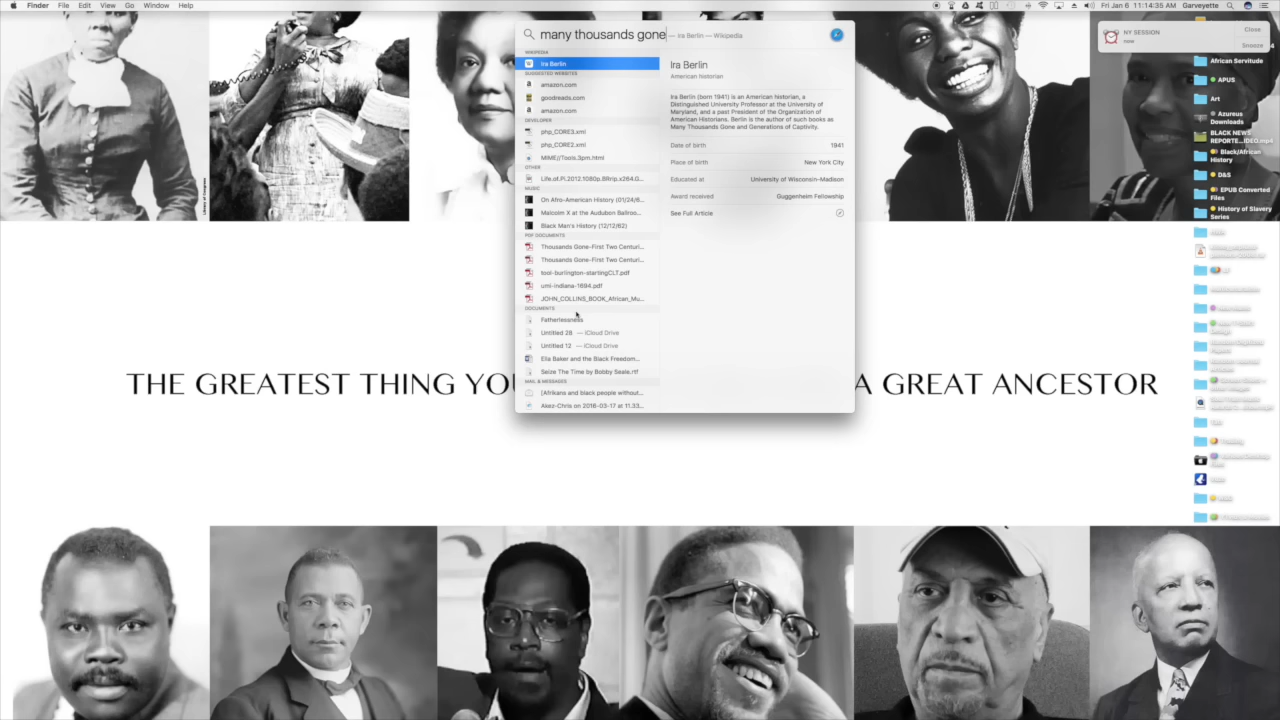 Finder File Edit View Go Window Help
Fri Jan 6 11:14:35 AM Garveyette
many thousands gone — Ira Berlin — Wikipedia
WIKIPEDIA
Ira Berlin
SUGGESTED WEBSITES
amazon.com
goodreads.com
amazon.com
DEVELOPER
php_CORE3.xml
php_CORE2.xml
MIME//Tools.3pm.html
OTHER
Life.of.Pi.2012.1080p.BRrip.x264.G...
MUSIC
On Afro-American History (01/24/6...
Malcolm X at the Audubon Ballroo...
Black Man's History (12/12/62)
PDF DOCUMENTS
Thousands Gone-First Two Centuri...
Thousands Gone-First Two Centuri...
tooi-burlington-startingCLT.pdf
umi-indiana-1694.pdf
JOHN_COLLINS_BOOK_African_Mu...
DOCUMENTS
Fatherlessness
Untitled 28 — iCloud Drive
Untitled 12 — iCloud Drive
Ella Baker and the Black Freedom...
Seize The Time by Bobby Seale.rtf
MAIL & MESSAGES
[Afrikans and black people without...
Akez-Chris on 2016-03-17 at 11.33...
Ira Berlin
American historian
Ira Berlin (born 1941) is an American historian, a
Distinguished University Professor at the University of
Maryland, and a past President of the Organization of
American Historians. Berlin is the author of such books as
Many Thousands Gone and Generations of Captivity.
Date of birth 1941
Place of birth New York City
Educated at University of Wisconsin-Madison
Award received Guggenheim Fellowship
See Full Article
NY SESSION
now
Close
Snooze
African Servitude
APUS
Art
Azureus
Downloads
BLACK NEWS
REPORTE...IDEO.mp4
Black/African
History
D&S
EPUB Converted
Files
History of Slavery
Series
Library of Congress
THE GREATEST THING YO
A GREAT ANCESTOR